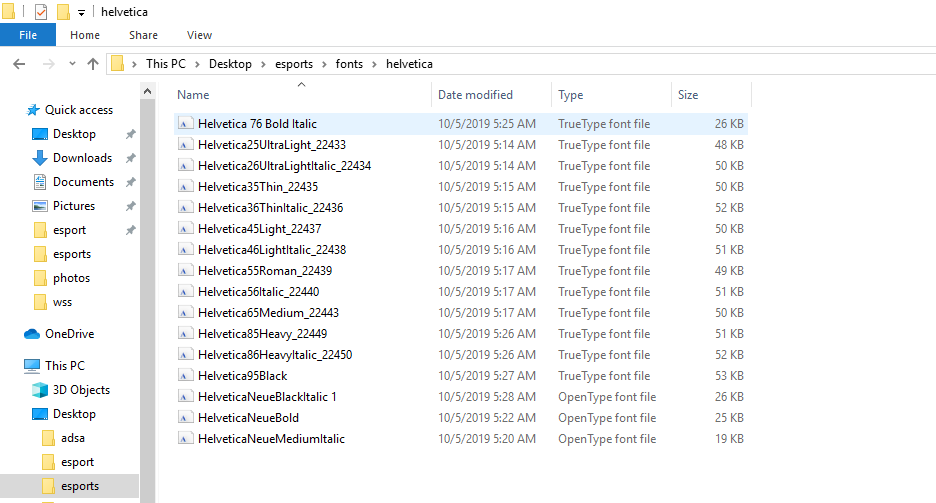 helvetica
File Home Share View
This PC > Desktop > esports > fonts > helvetica
Name Date modified Type Size
Quick access
Desktop
Downloads
Documents
Pictures
esport
esports
photos
wss
OneDrive
This PC
3D Objects
Desktop
adsa
esport
esports
Helvetica 76 Bold Italic 10/5/2019 5:25 AM TrueType font file 26 KB
Helvetica25UltraLight_22433 10/5/2019 5:14 AM TrueType font file 48 KB
Helvetica26UltraLightItalic_22434 10/5/2019 5:14 AM TrueType font file 50 KB
Helvetica35Thin_22435 10/5/2019 5:15 AM TrueType font file 50 KB
Helvetica36ThinItalic_22436 10/5/2019 5:15 AM TrueType font file 52 KB
Helvetica45Light_22437 10/5/2019 5:16 AM TrueType font file 50 KB
Helvetica46LightItalic_22438 10/5/2019 5:16 AM TrueType font file 51 KB
Helvetica55Roman_22439 10/5/2019 5:17 AM TrueType font file 49 KB
Helvetica56Italic_22440 10/5/2019 5:17 AM TrueType font file 51 KB
Helvetica65Medium_22443 10/5/2019 5:17 AM TrueType font file 50 KB
Helvetica85Heavy_22449 10/5/2019 5:26 AM TrueType font file 51 KB
Helvetica86HeavyItalic_22450 10/5/2019 5:26 AM TrueType font file 52 KB
Helvetica95Black 10/5/2019 5:27 AM TrueType font file 53 KB
HelveticaNeueBlackItalic 1 10/5/2019 5:28 AM OpenType font file 26 KB
HelveticaNeueBold 10/5/2019 5:22 AM OpenType font file 25 KB
HelveticaNeueMediumItalic 10/5/2019 5:20 AM OpenType font file 19 KB